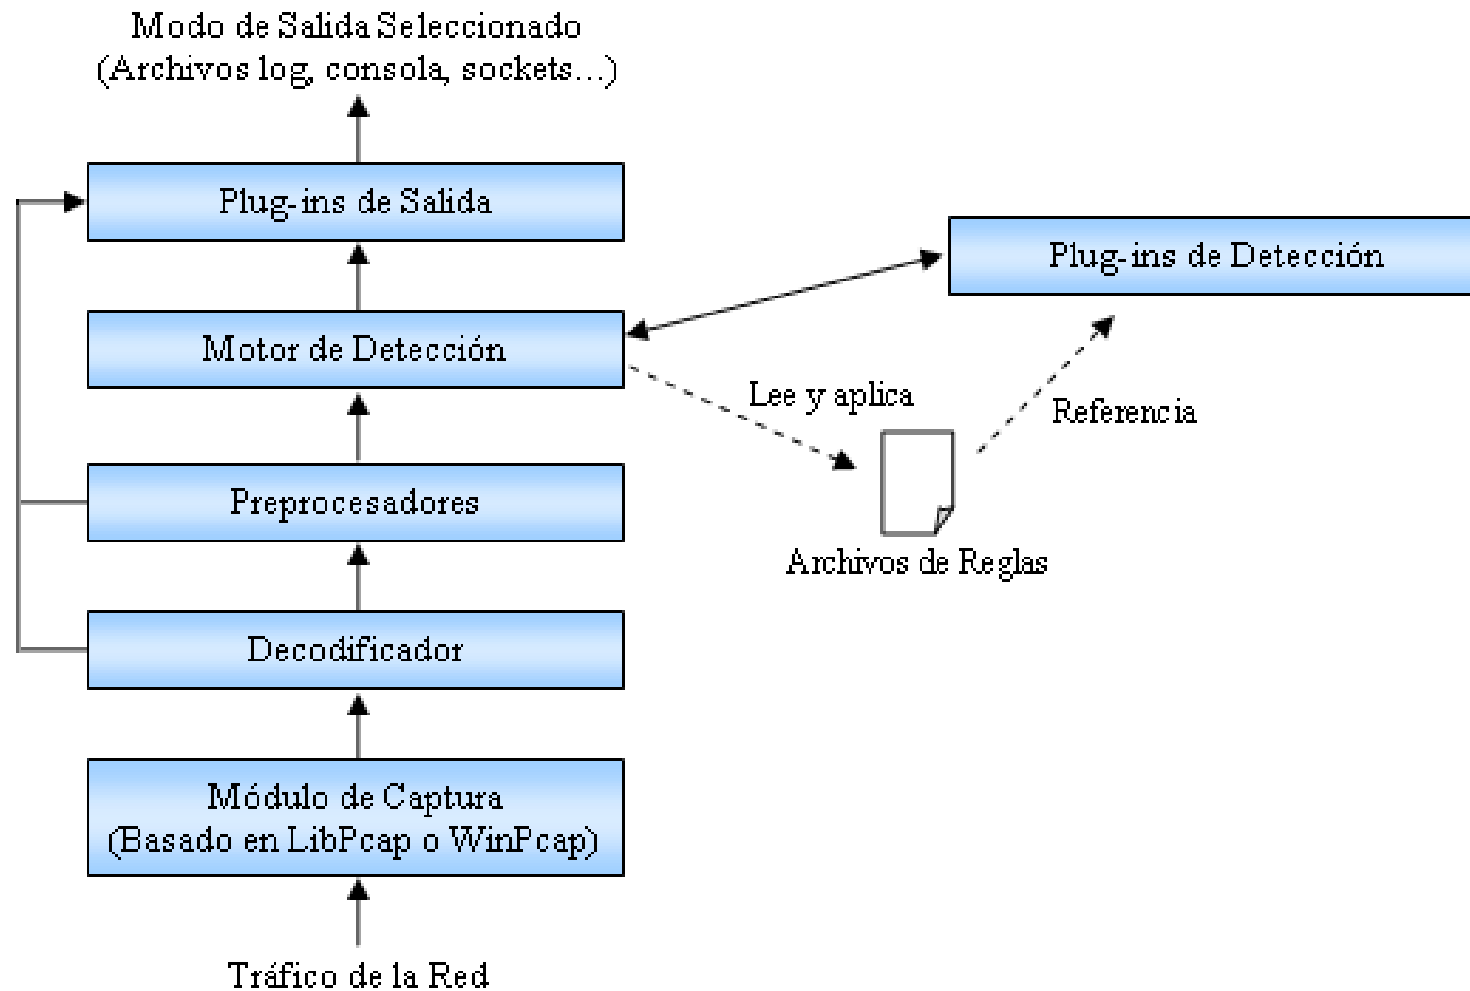 Modo de Salida Seleccionado
(Archivos log, consola, sockets...)
Plug-ins de Salida
Plug-ins de Detección
Motor de Detección
Lee y aplica
Referencia
Preprocesadores
Archivos de Reglas
Decodificador
Módulo de Captura
(Basado en LibPcap o WinPcap)
Tráfico de la Red